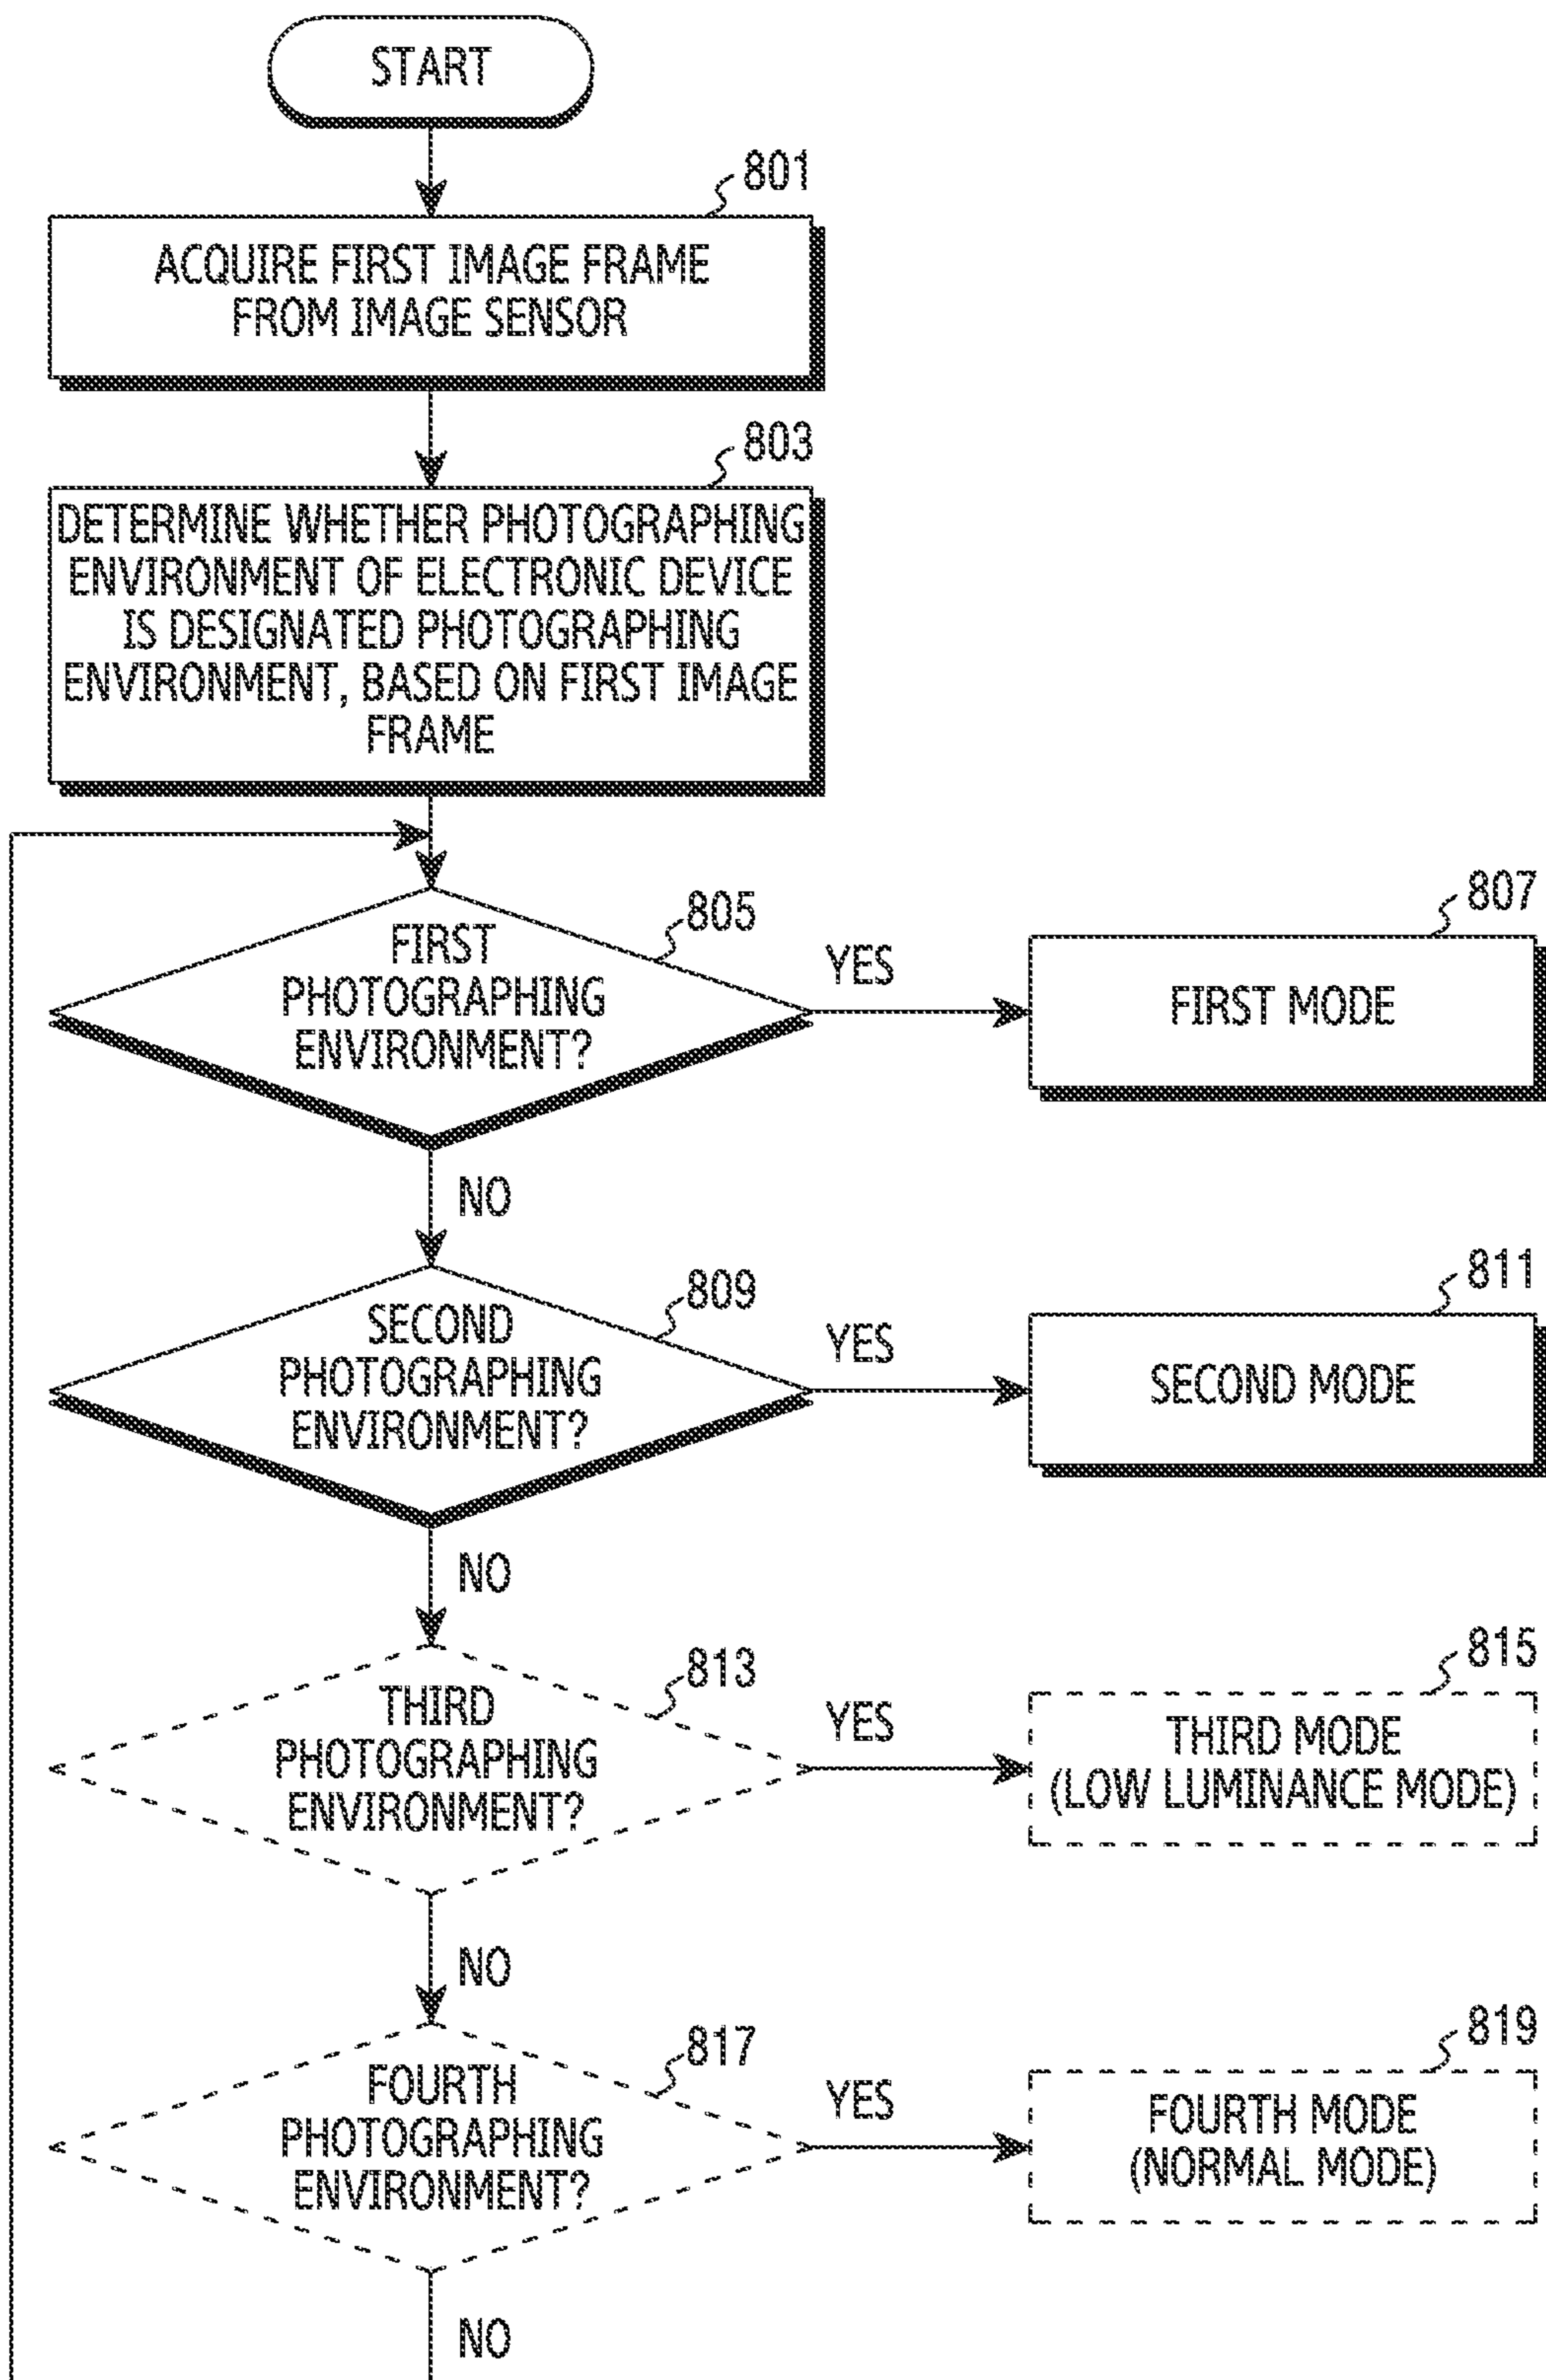 START
801
ACQUIRE FIRST IMAGE FRAME
FROM IMAGE SENSOR
803
DETERMINE WHETHER PHOTOGRAPHING
ENVIRONMENT OF ELECTRONIC DEVICE
IS DESIGNATED PHOTOGRAPHING
ENVIRONMENT, BASED ON FIRST IMAGE
FRAME
805
FIRST
PHOTOGRAPHING
ENVIRONMENT?
YES
807
FIRST MODE
NO
809
SECOND
PHOTOGRAPHING
ENVIRONMENT?
YES
811
SECOND MODE
NO
813
THIRD
PHOTOGRAPHING
ENVIRONMENT?
YES
815
THIRD MODE
(LOW LUMINANCE MODE)
NO
817
FOURTH
PHOTOGRAPHING
ENVIRONMENT?
YES
819
FOURTH MODE
(NORMAL MODE)
NO